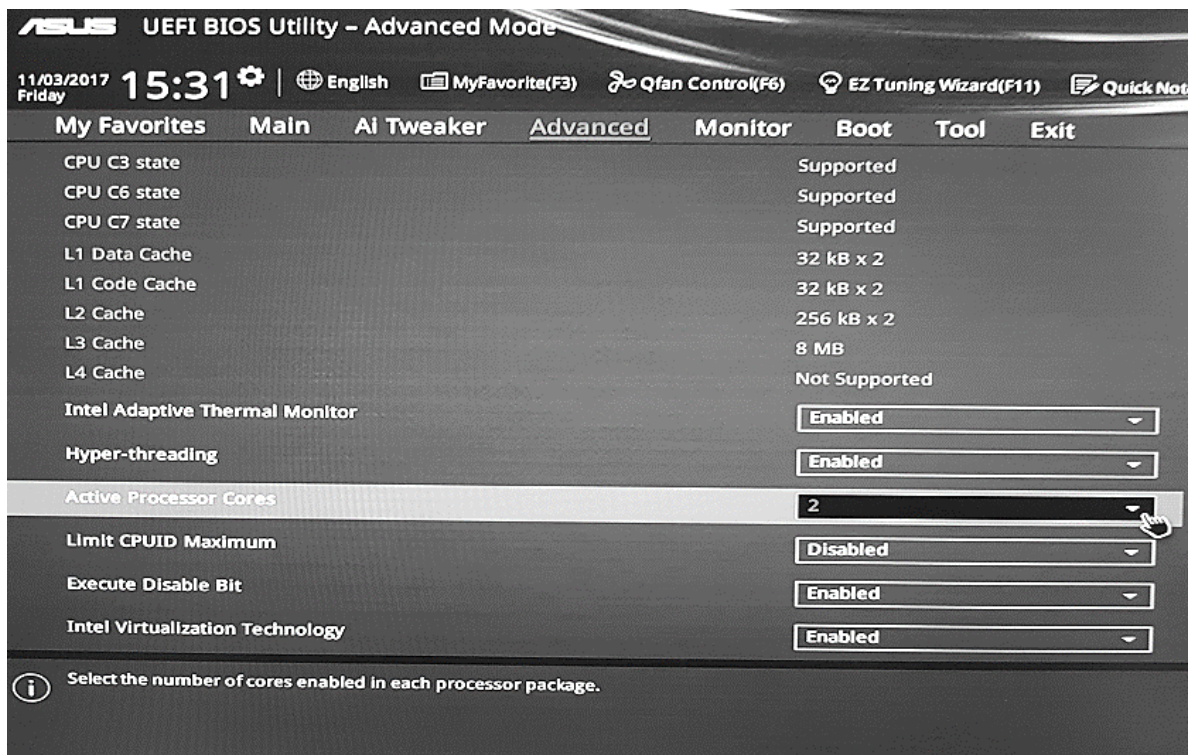 ASUS UEFI BIOS Utility – Advanced Mode
11/03/2017 Friday 15:31 English MyFavorite(F3) Qfan Control(F6) EZ Tuning Wizard(F11) Quick Not
My Favorites Main Ai Tweaker Advanced Monitor Boot Tool Exit
CPU C3 state Supported
CPU C6 state Supported
CPU C7 state Supported
L1 Data Cache 32 kB x 2
L1 Code Cache 32 kB x 2
L2 Cache 256 kB x 2
L3 Cache 8 MB
L4 Cache Not Supported
Intel Adaptive Thermal Monitor Enabled
Hyper-threading Enabled
Active Processor Cores 2
Limit CPUID Maximum Disabled
Execute Disable Bit Enabled
Intel Virtualization Technology Enabled
Select the number of cores enabled in each processor package.